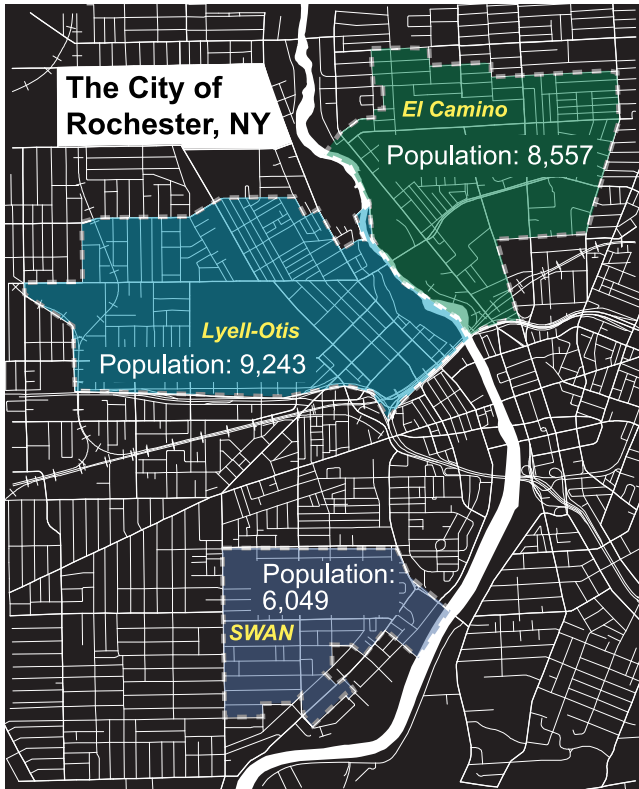 The City of
Rochester, NY
El Camino
Population: 8,557
Lyell-Otis
Population: 9,243
Population:
6,049
SWAN